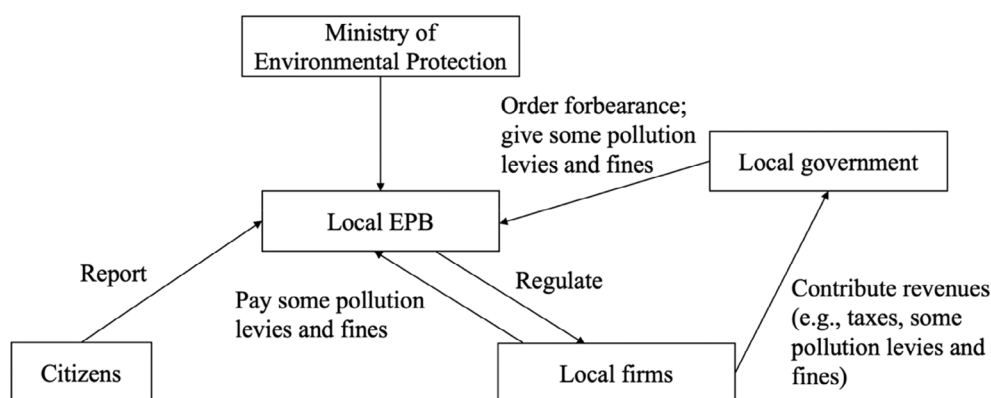 Ministry of
Environmental Protection
Order forbearance;
give some pollution
levies and fines
Local government
Local EPB
Report
Regulate
Pay some pollution
levies and fines
Contribute revenues
(e.g., taxes, some
pollution levies and
fines)
Citizens
Local firms